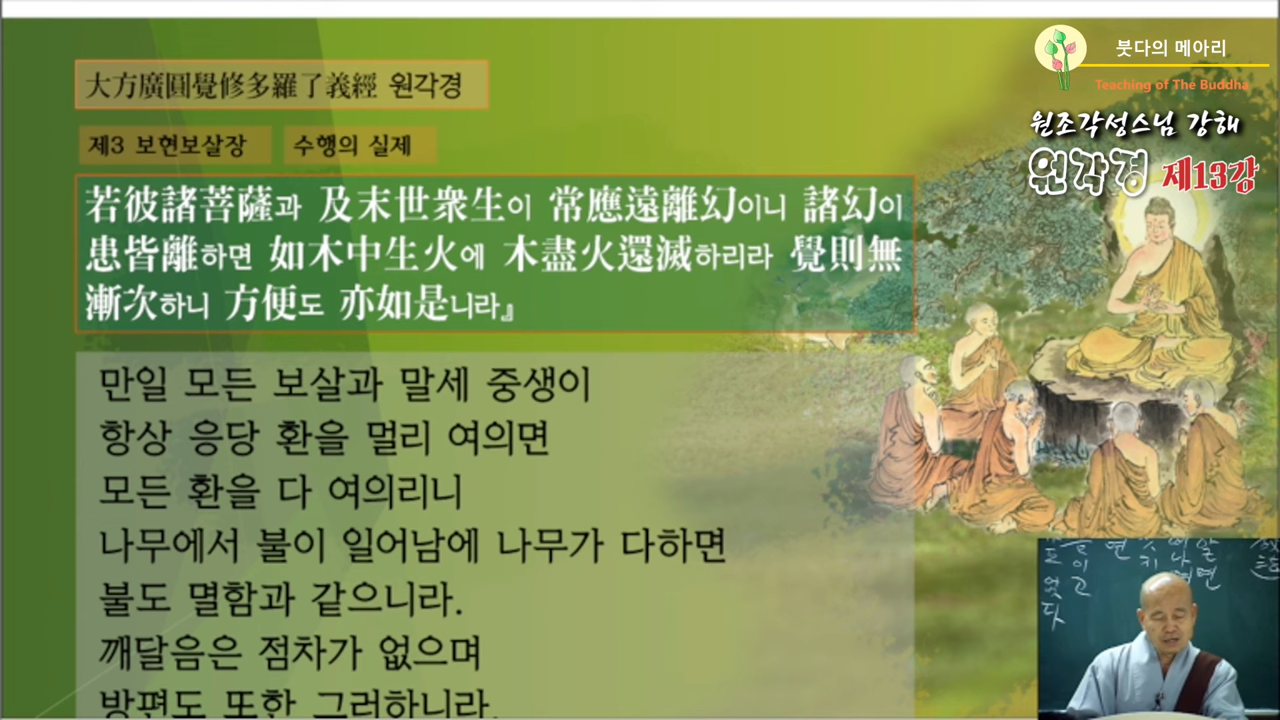 大方廣圓覺修多羅了義經 원각경
제3 보현보살장
수행의 실제
若彼諸菩薩과 及末世衆生이 常應遠離幻이니 諸幻이
患皆離하면 如木中生火에 木盡火還滅하리라 覺則無
漸次하니 方便도 亦如是니라』
만일 모든 보살과 말세 중생이
항상 응당 환을 멀리 여의면
모든 환을 다 여의리니
나무에서 불이 일어남에 나무가 다하면
불도 멸함과 같으니라.
깨달음은 점차가 없으며
방편도 또한 그러하니라.
붓다의 메아리
Teaching of The Buddha
원조각성스님 강해
원각경 제13강